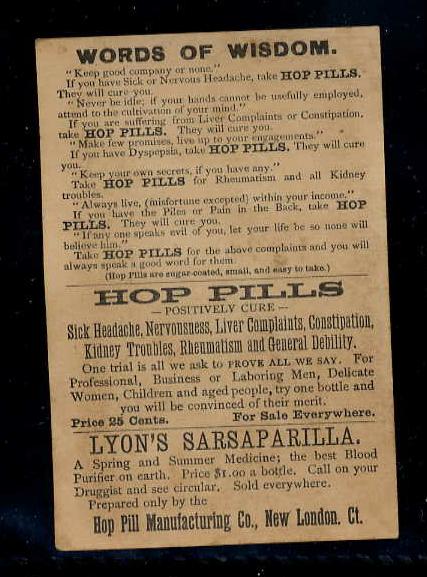 WORDS OF WISDOM.
"Keep good company or none."
If you have Sick or Nervous Headache, take HOP PILLS.
They will cure you.
"Never be idle; if your hands cannot be usefully employed,
attend to the cultivation of your mind."
If you are suffering from Liver Complaints or Constipation,
take HOP PILLS. They will cure you.
"Make few promises, live up to your engagements."
If you have Dyspepsia, take HOP PILLS. They will cure
you.
"Keep your own secrets, if you have any."
Take HOP PILLS for Rheumatism and all Kidney
troubles.
"Always live, (misfortune excepted) within your income."
If you have the Piles or Pain in the Back, take HOP
PILLS. They will cure you.
"If any one speaks evil of you, let your life be so none will
believe him."
Take HOP PILLS for the above complaints and you will
always speak a good word for them.
(Hop Pills are sugar-coated, small, and easy to take.)
HOP PILLS
— POSITIVELY CURE —
Sick Headache, Nervousness, Liver Complaints, Constipation,
Kidney Troubles, Rheumatism and General Debility.
One trial is all we ask to PROVE ALL WE SAY. For
Professional, Business or Laboring Men, Delicate
Women, Children and aged people, try one bottle and
you will be convinced of their merit.
Price 25 Cents. For Sale Everywhere.
LYON'S SARSAPARILLA.
A Spring and Summer Medicine; the best Blood
Purifier on earth. Price $1.00 a bottle. Call on your
Druggist and see circular. Sold everywhere.
Prepared only by the
Hop Pill Manufacturing Co., New London. Ct.